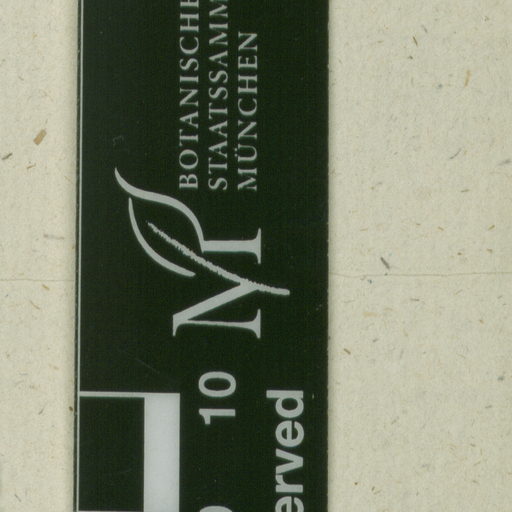 BOTANISCHE
STAATSSAMM
MÜNCHEN
M
10
erved